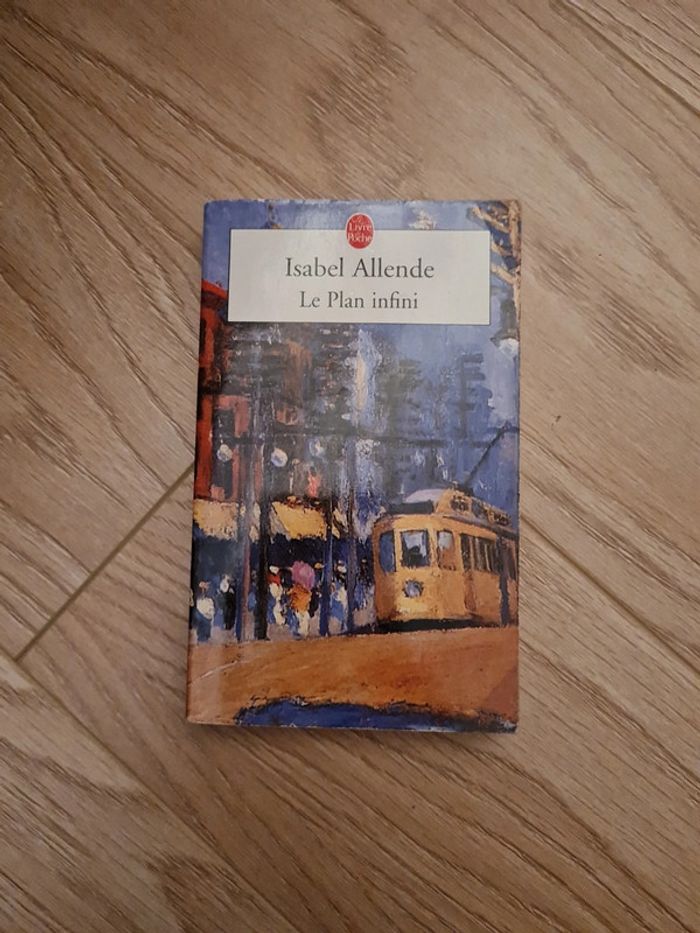 Le
Livre
de
Poche
Isabel Allende
Le Plan infini